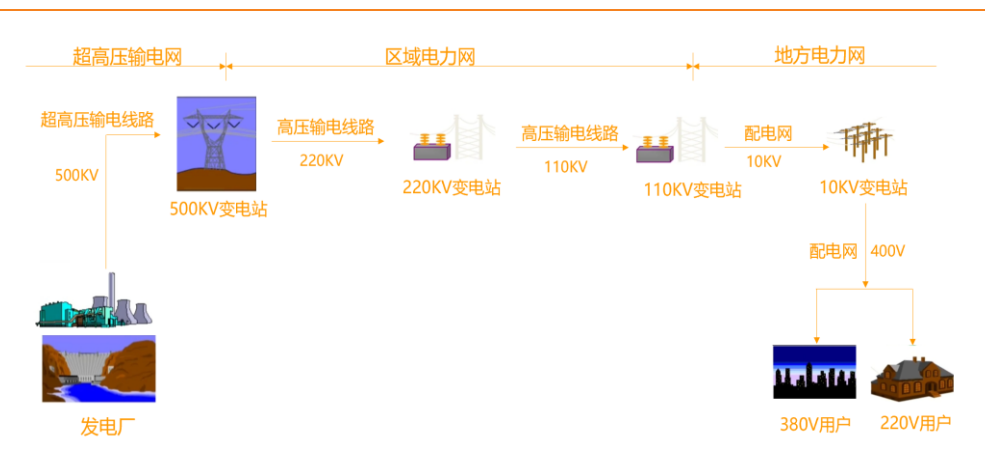 超高压输电网
区域电力网
地方电力网
超高压输电线路
500KV
500KV变电站
高压输电线路
220KV
220KV变电站
高压输电线路
110KV
110KV变电站
配电网
10KV
10KV变电站
配电网 400V
发电厂
380V用户
220V用户